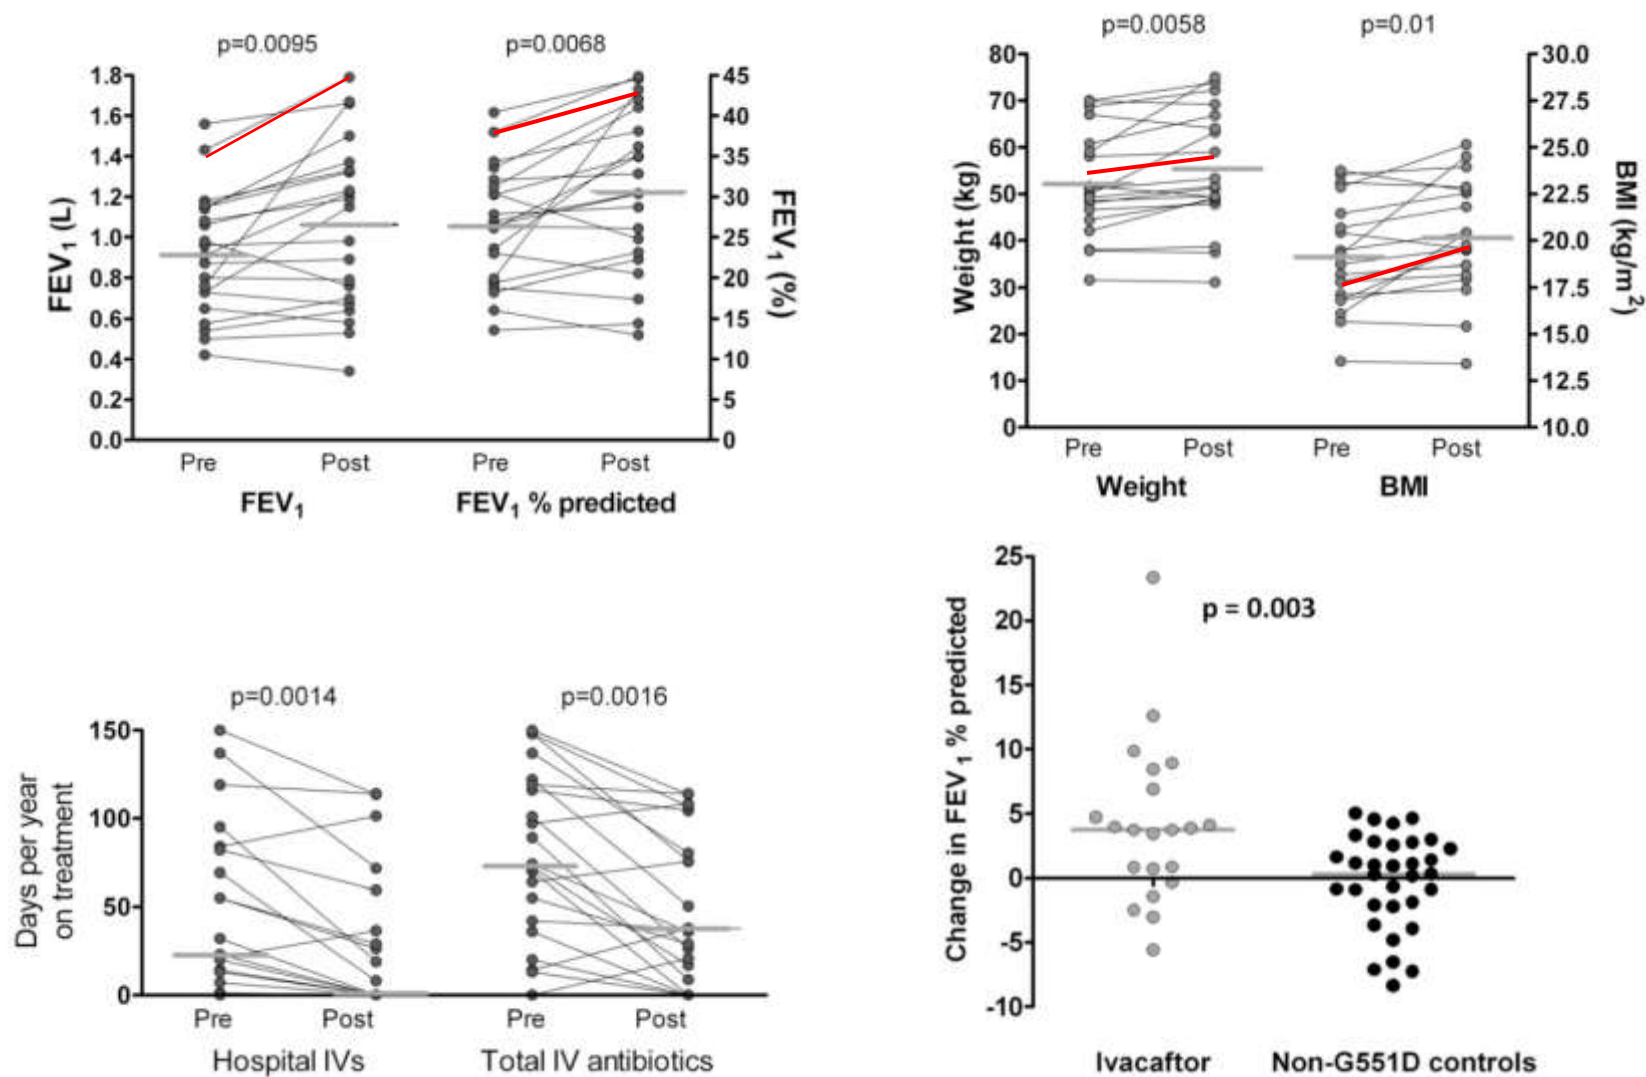 p=0.0095
p=0.0068
1.8
1.6
1.4
1.2
1.0
0.8
0.6
0.4
0.2
0.0
FEV1 (L)
45
40
35
30
25
20
15
10
5
0
FEV1 (%)
Pre
Post
Pre
Post
FEV1
FEV1 % predicted
p=0.0058
p=0.01
80
70
60
50
40
30
20
10
0
Weight (kg)
30.0
27.5
25.0
22.5
20.0
17.5
15.0
12.5
10.0
BMI (kg/m2)
Pre
Post
Pre
Post
Weight
BMI
p=0.0014
p=0.0016
150
100
50
0
Days per year
on treatment
Pre
Post
Pre
Post
Hospital IVs
Total IV antibiotics
p = 0.003
25
20
15
10
5
0
-5
-10
Change in FEV1 % predicted
Ivacaftor
Non-G551D controls